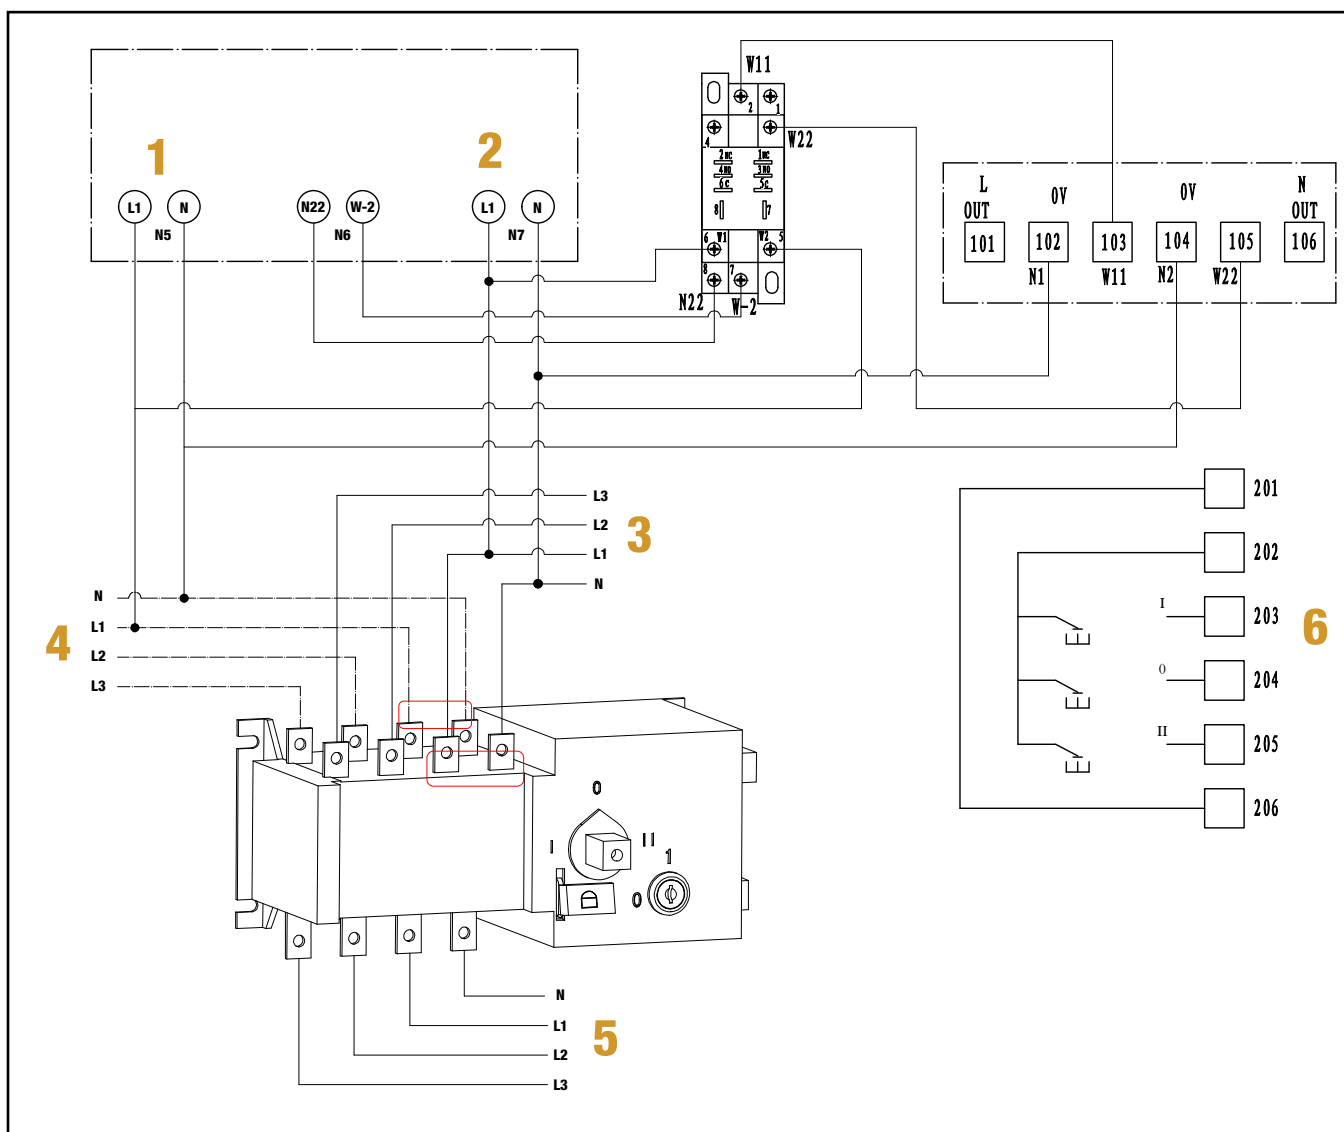 1
2
L1 N N22 W-2 L1 N
N5 N6 N7
W11
2 1
4
W22
2NC 1NC
4NO 3NO
6C 5C
8 7
6 W1 W2 5
8 7
N22 W-2
L
OUT
0V
0V
N
OUT
101 102 103 104 105 106
N1 W11 N2 W22
L3
L2
L1
N
3
N
L1
L2
L3
4
0
I
II
1
0
N
L1
L2
L3
5
201
202
I 203
0 204
II 205
206
6